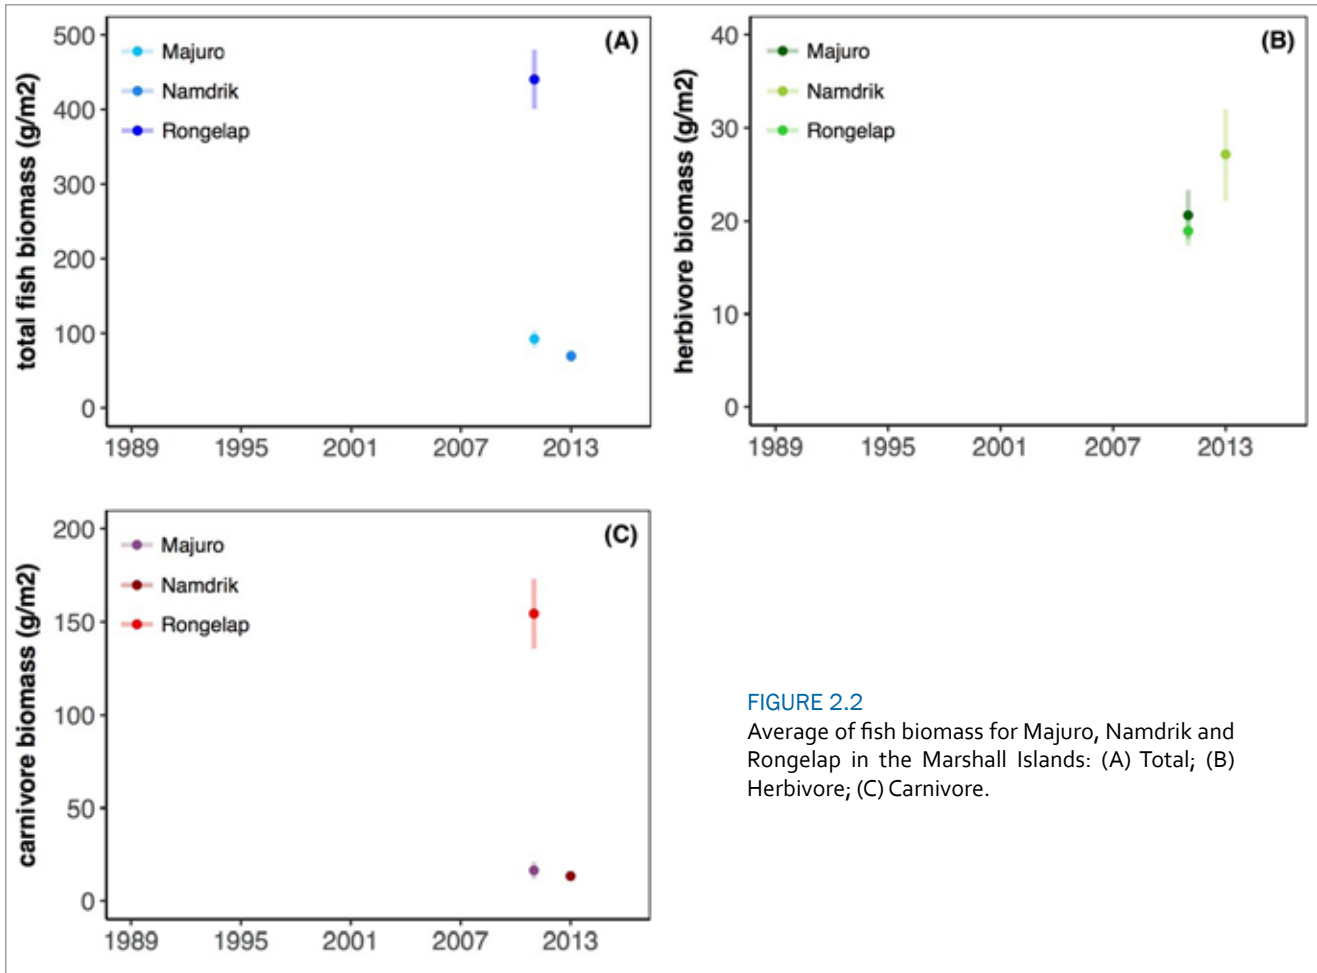 total fish biomass (g/m2)
500
400
300
200
100
0
Majuro
Namdrik
Rongelap
(A)
1989 1995 2001 2007 2013
herbivore biomass (g/m2)
40
30
20
10
0
Majuro
Namdrik
Rongelap
(B)
1989 1995 2001 2007 2013
carnivore biomass (g/m2)
200
150
100
50
0
Majuro
Namdrik
Rongelap
(C)
1989 1995 2001 2007 2013
FIGURE 2.2
Average of fish biomass for Majuro, Namdrik and
Rongelap in the Marshall Islands: (A) Total; (B)
Herbivore; (C) Carnivore.